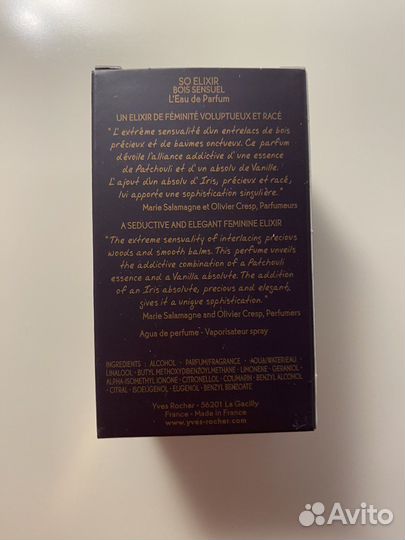 SO ELIXIR
BOIS SENSUEL
L'Eau de Parfum
UN ELIXIR DE FÉMINITÉ VOLUPTUEUX ET RACÉ
" L' extrême sensualité d'un entrelacs de bois
précieux et de baumes onctueux. Ce parfum
dévoile l'alliance addictive d' une essence
de Patchouli et d' un absolu de Vanille.
L' ajout d'un absolu d' Iris, précieux et racé,
lui apporte une sophistication singulière."
Marie Salamagne et Olivier Cresp, Parfumeurs
A SEDUCTIVE AND ELEGANT FEMININE ELIXIR
"The extreme sensuality of interlacing precious
woods and smooth balms. This perfume unveils
the addictive combination of a Patchouli
essence and a Vanilla absolute. The addition
of an Iris absolute, precious and elegant,
gives it a unique sophistication."
Marie Salamagne and Olivier Cresp, Perfumers
Agua de perfume - Vaporisateur spray
INGREDIENTS : ALCOHOL • PARFUM/FRAGRANCE • AQUA/WATER/EAU •
LINALOOL • BUTYL METHOXYDIBENZOYLMETHANE • LIMONENE • GERANIOL •
ALPHA-ISOMETHYL IONONE • CITRONELLOL • COUMARIN • BENZYL ALCOHOL
• CITRAL • ISOEUGENOL • EUGENOL • BENZYL BENZOATE
Yves Rocher - 56201 La Gacilly
France - Made in France
www.yves-rocher.com
Avito